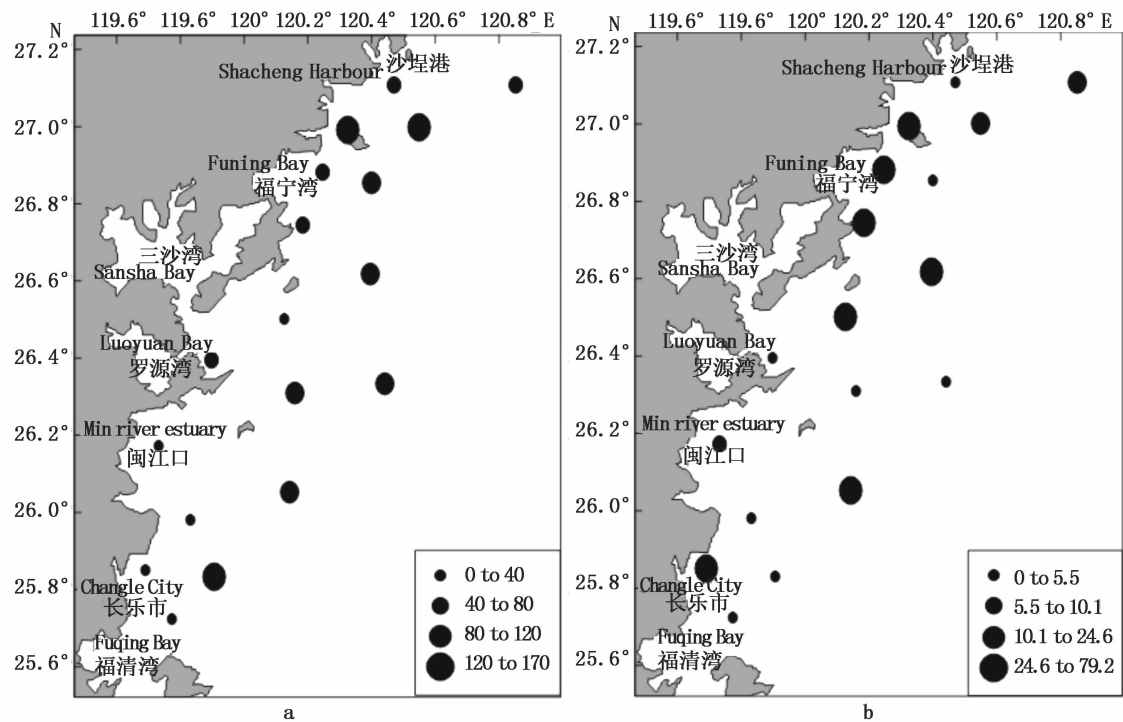 119.6° 119.8° 120.0° 120.2° 120.4° 120.6° 120.8° E
N
27.2°
27.0°
26.8°
26.6°
26.4°
26.2°
26.0°
25.8°
25.6°
沙埕港
Shacheng Harbour
Funing Bay
福宁湾
三沙湾
Sansha Bay
Luoyuan Bay
罗源湾
Min river estuary
闽江口
Changle City
长乐市
Fuqing Bay
福清湾
0 to 40
40 to 80
80 to 120
120 to 170
a
119.6° 119.8° 120.0° 120.2° 120.4° 120.6° 120.8° E
N
27.2°
27.0°
26.8°
26.6°
26.4°
26.2°
26.0°
25.8°
25.6°
沙埕港
Shacheng Harbour
Funing Bay
福宁湾
三沙湾
Sansha Bay
Luoyuan Bay
罗源湾
Min river estuary
闽江口
Changle City
长乐市
Fuqing Bay
福清湾
0 to 5.5
5.5 to 10.1
10.1 to 24.6
24.6 to 79.2
b